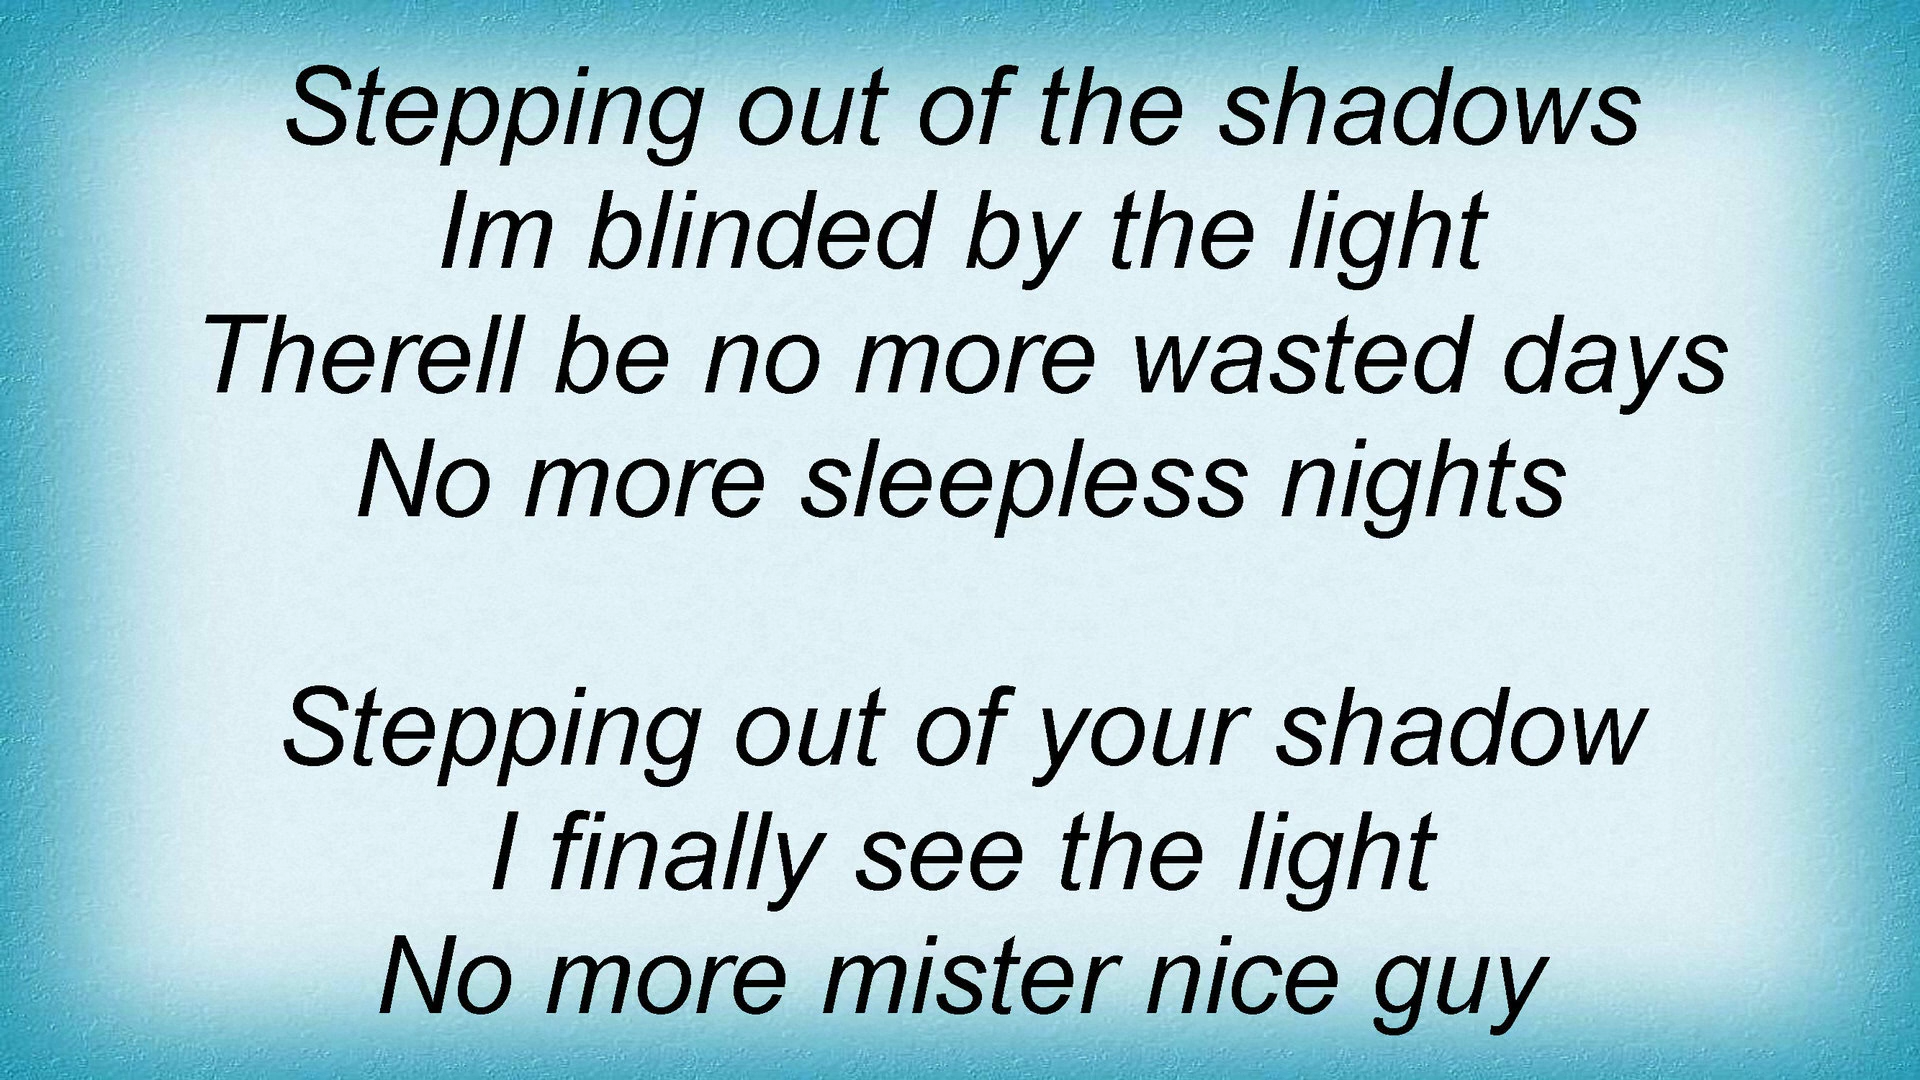 Stepping out of the shadows
Im blinded by the light
Therell be no more wasted days
No more sleepless nights
Stepping out of your shadow
I finally see the light
No more mister nice guy